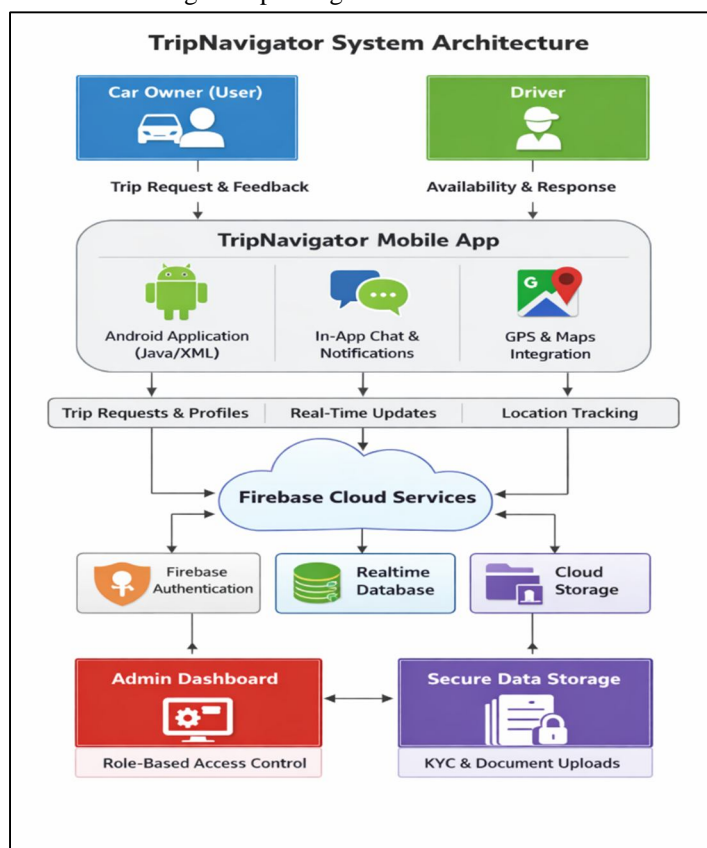 TripNavigator System Architecture
Car Owner (User)
Driver
Trip Request & Feedback
Availability & Response
TripNavigator Mobile App
Android Application
(Java/XML)
In-App Chat &
Notifications
G
GPS & Maps
Integration
Trip Requests & Profiles
Real-Time Updates
Location Tracking
Firebase Cloud Services
Firebase
Authentication
Realtime
Database
Cloud
Storage
Admin Dashboard
Secure Data Storage
Role-Based Access Control
KYC & Document Uploads